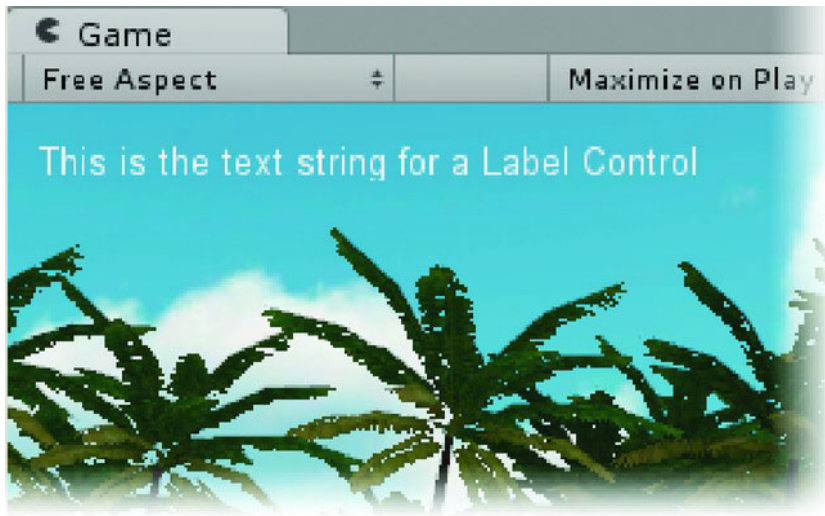 Game
Free Aspect
Maximize on Play
This is the text string for a Label Control